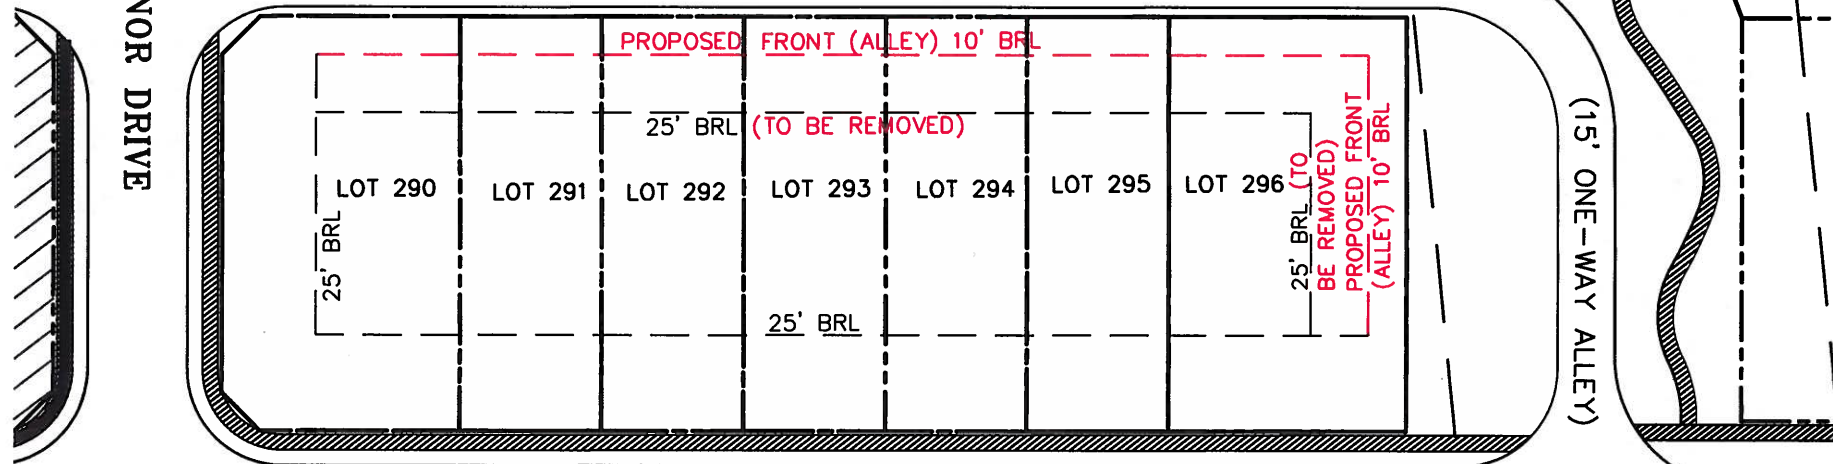 NOR DRIVE
PROPOSED FRONT (ALLEY) 10' BRL
25' BRL (TO BE REMOVED)
LOT 290
LOT 291
LOT 292
LOT 293
LOT 294
LOT 295
LOT 296
25' BRL
25' BRL
25' BRL (TO
BE REMOVED)
PROPOSED FRONT
(ALLEY) 10' BRL
(15' ONE-WAY ALLEY)